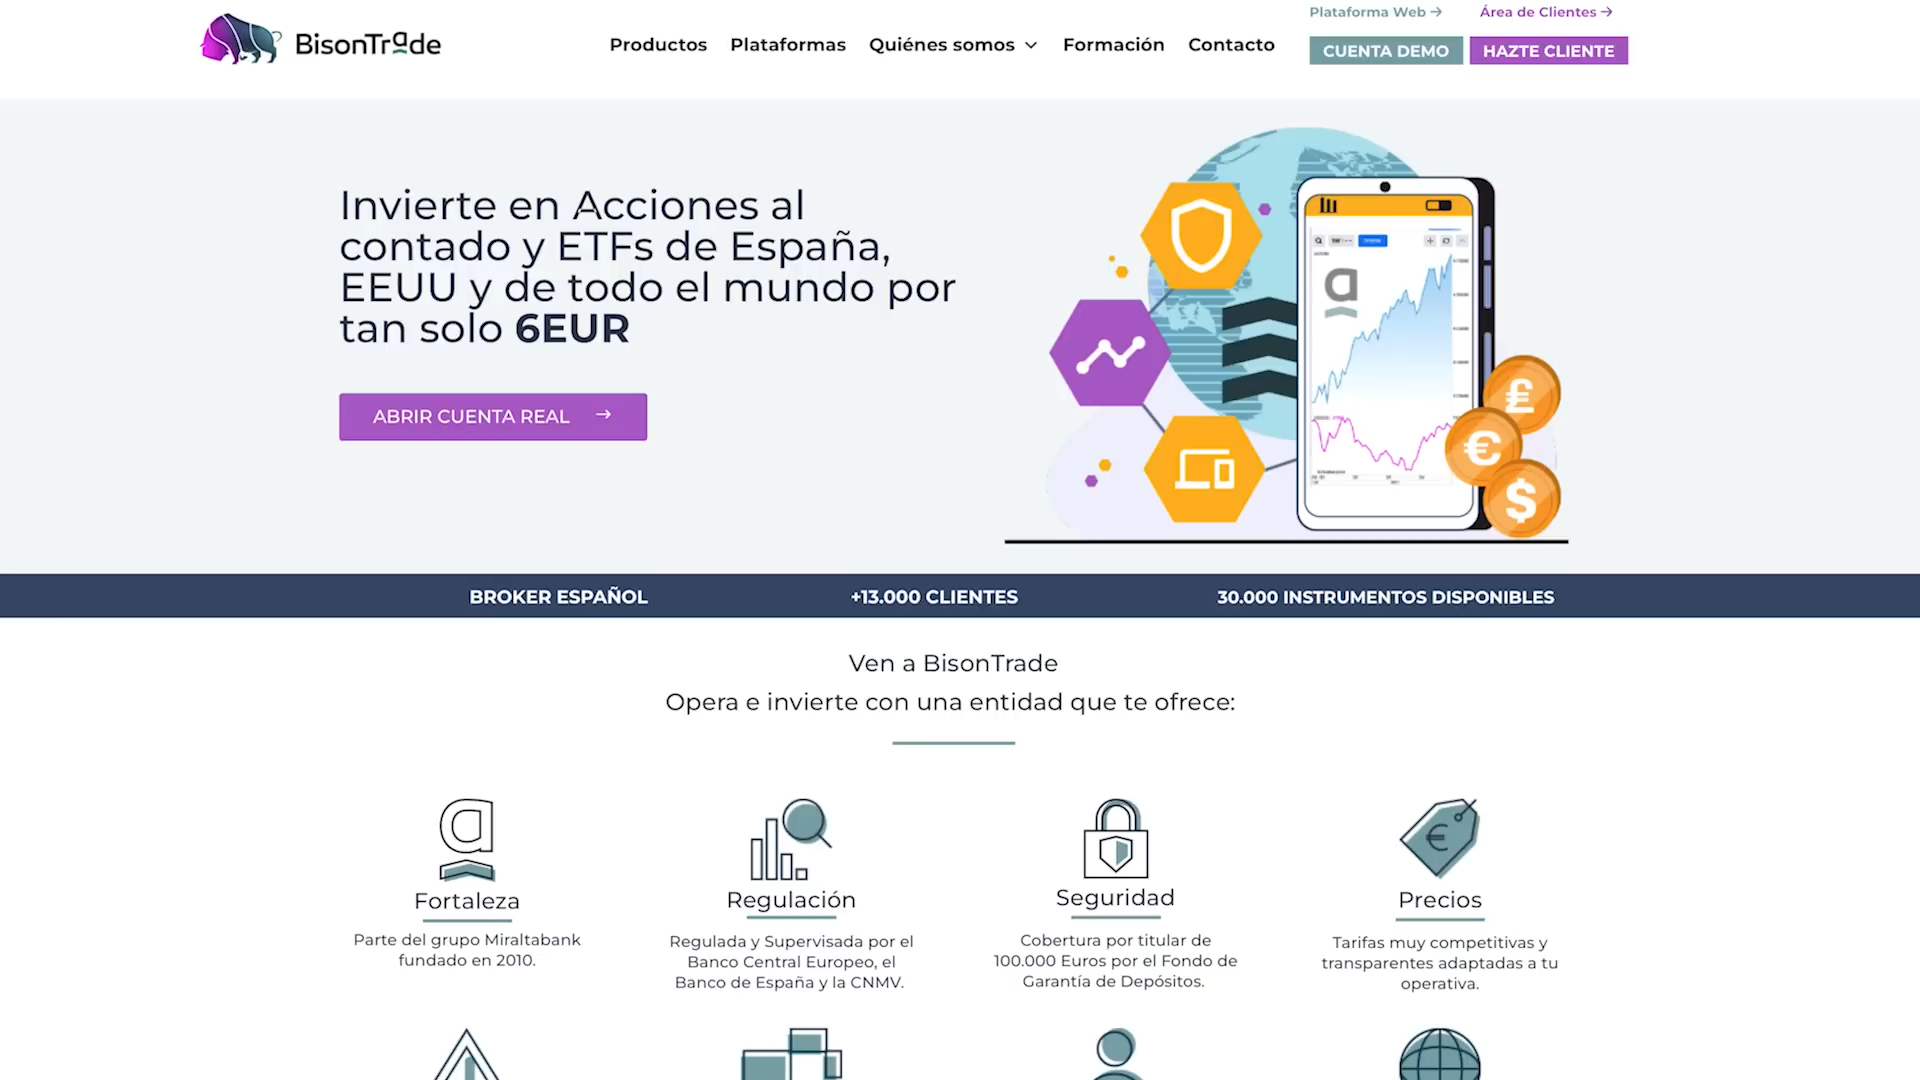 BisonTrade
Productos
Plataformas
Quiénes somos
Formación
Contacto
Plataforma Web →
Área de Clientes →
CUENTA DEMO
HAZTE CLIENTE
Invierte en Acciones al
contado y ETFs de España,
EEUU y de todo el mundo por
tan solo 6EUR
ABRIR CUENTA REAL →
BROKER ESPAÑOL
+13.000 CLIENTES
30.000 INSTRUMENTOS DISPONIBLES
Ven a BisonTrade
Opera e invierte con una entidad que te ofrece:
Fortaleza
Parte del grupo Miraltabank
fundado en 2010.
Regulación
Regulada y Supervisada por el
Banco Central Europeo, el
Banco de España y la CNMV.
Seguridad
Cobertura por titular de
100.000 Euros por el Fondo de
Garantía de Depósitos.
Precios
Tarifas muy competitivas y
transparentes adaptadas a tu
operativa.